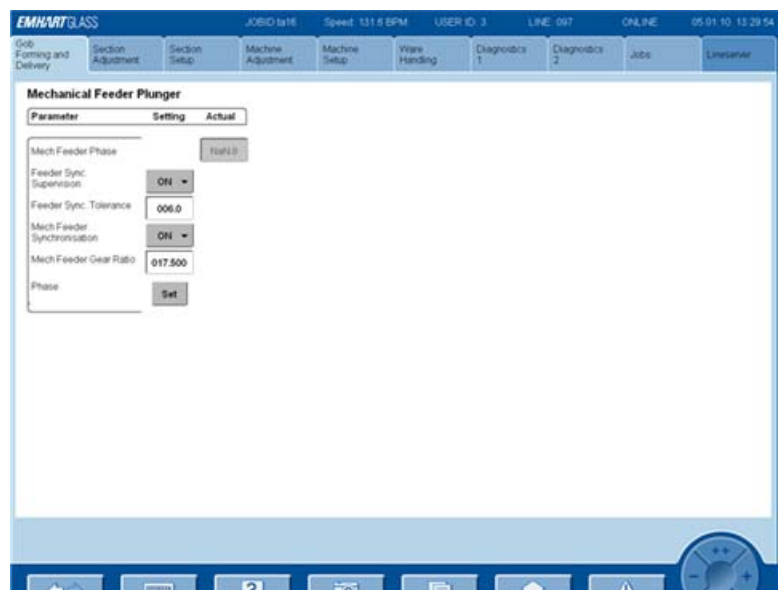 EMHARTGLASS JOBID ta16 Speed: 131.6 BPM USER ID: 3 LINE: 097 ONLINE 05.01.10 13:29:54
Gob Forming and Delivery
Section Adjustment
Section Setup
Machine Adjustment
Machine Setup
Ware Handling
Diagnostics 1
Diagnostics 2
Jobs
Lineserver
Mechanical Feeder Plunger
Parameter Setting Actual
Mech Feeder Phase NaN.0
Feeder Sync. Supervision ON
Feeder Sync. Tolerance 006.0
Mech Feeder Synchronisation ON
Mech Feeder Gear Ratio 017.500
Phase Set
?
++
- +